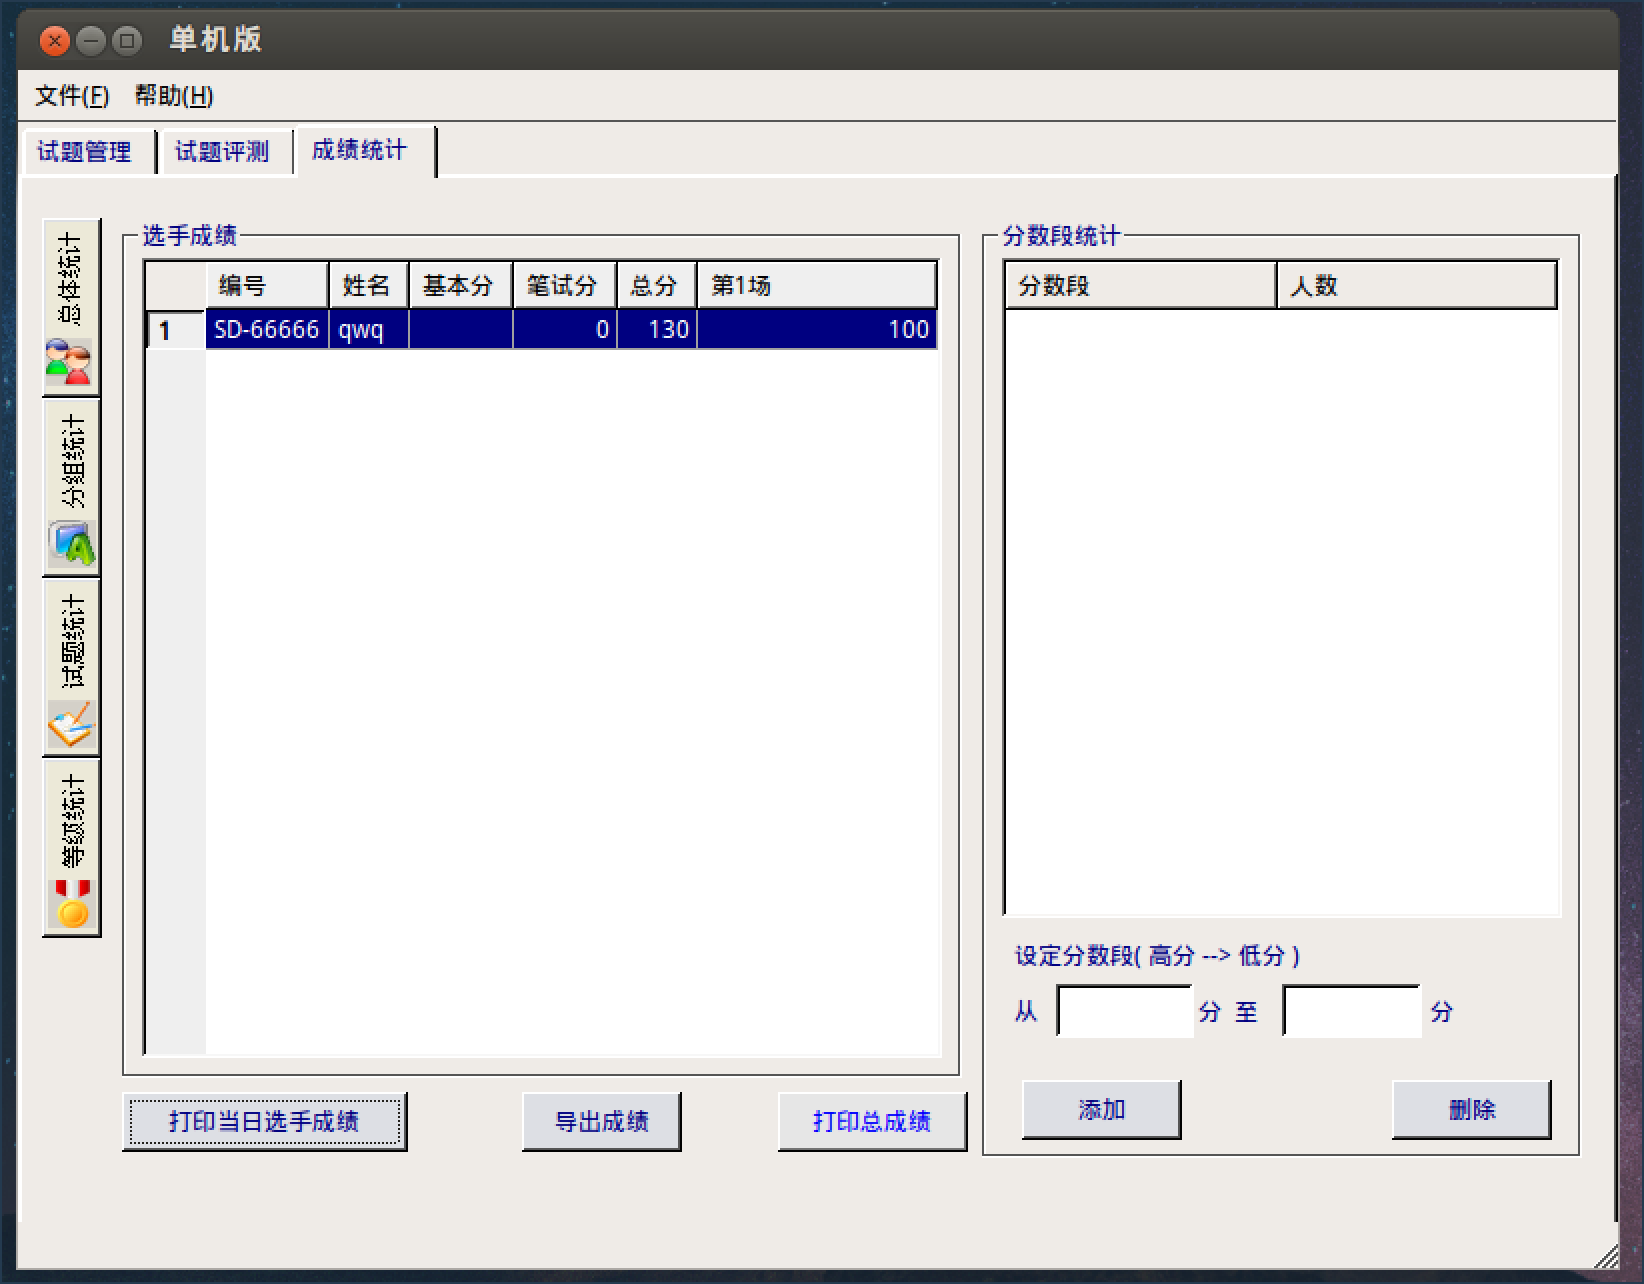 单机版
文件(F) 帮助(H)
试题管理 试题评测 成绩统计
总体统计
分组统计
试题统计
等级统计
选手成绩
编号 姓名 基本分 笔试分 总分 第1场
1 SD-66666 qwq 0 130 100
打印当日选手成绩 导出成绩 打印总成绩
分数段统计
分数段 人数
设定分数段( 高分 --> 低分 )
从 分 至 分
添加 删除